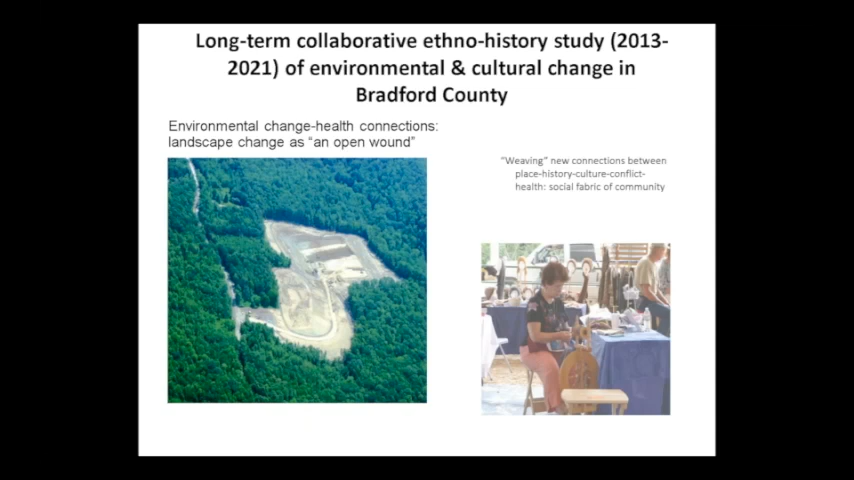 Long-term collaborative ethno-history study (2013-
2021) of environmental & cultural change in
Bradford County
Environmental change-health connections:
landscape change as “an open wound”
“Weaving” new connections between
place-history-culture-conflict-
health: social fabric of community